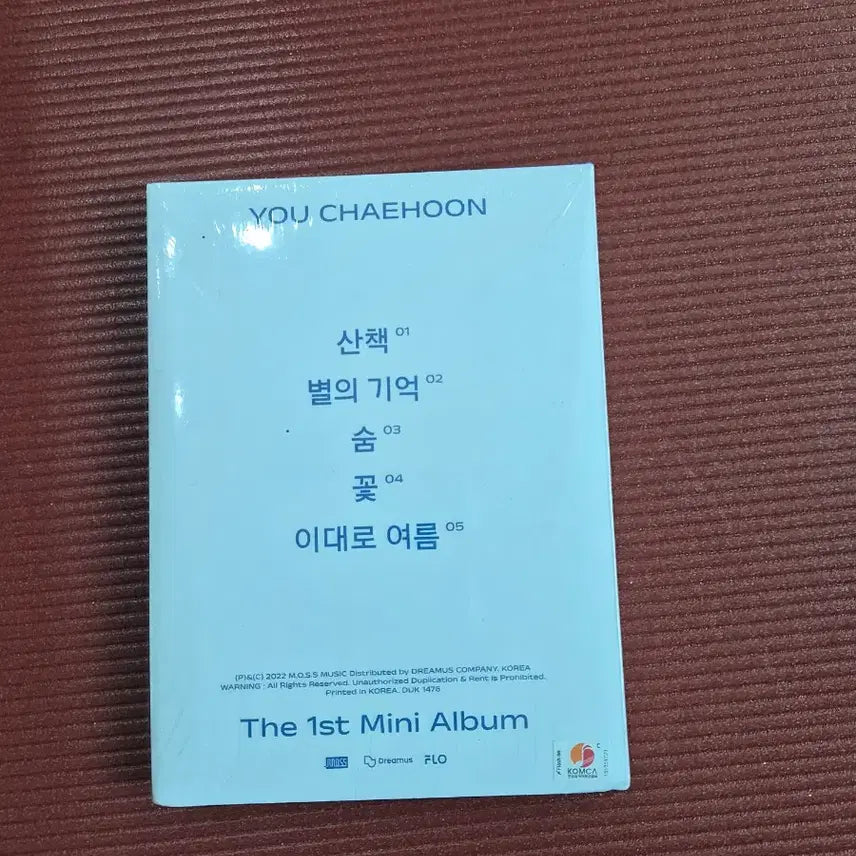 YOU CHAEHOON
산책 01
별의 기억 02
숨 03
꽃 04
이대로 여름 05
(P)&(C) 2022 M.O.S.S MUSIC Distributed by DREAMUS COMPANY. KOREA
WARNING : All Rights Reserved. Unauthorized Duplication & Rent is Prohibited.
Printed in KOREA. DUK 1476
The 1st Mini Album
MOSS Dreamus FLO
KOMCA